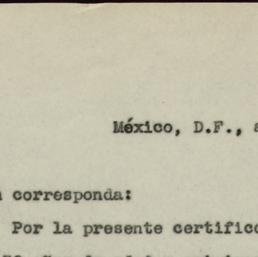 México, D.F.,
corresponda:
Por la presente certifico